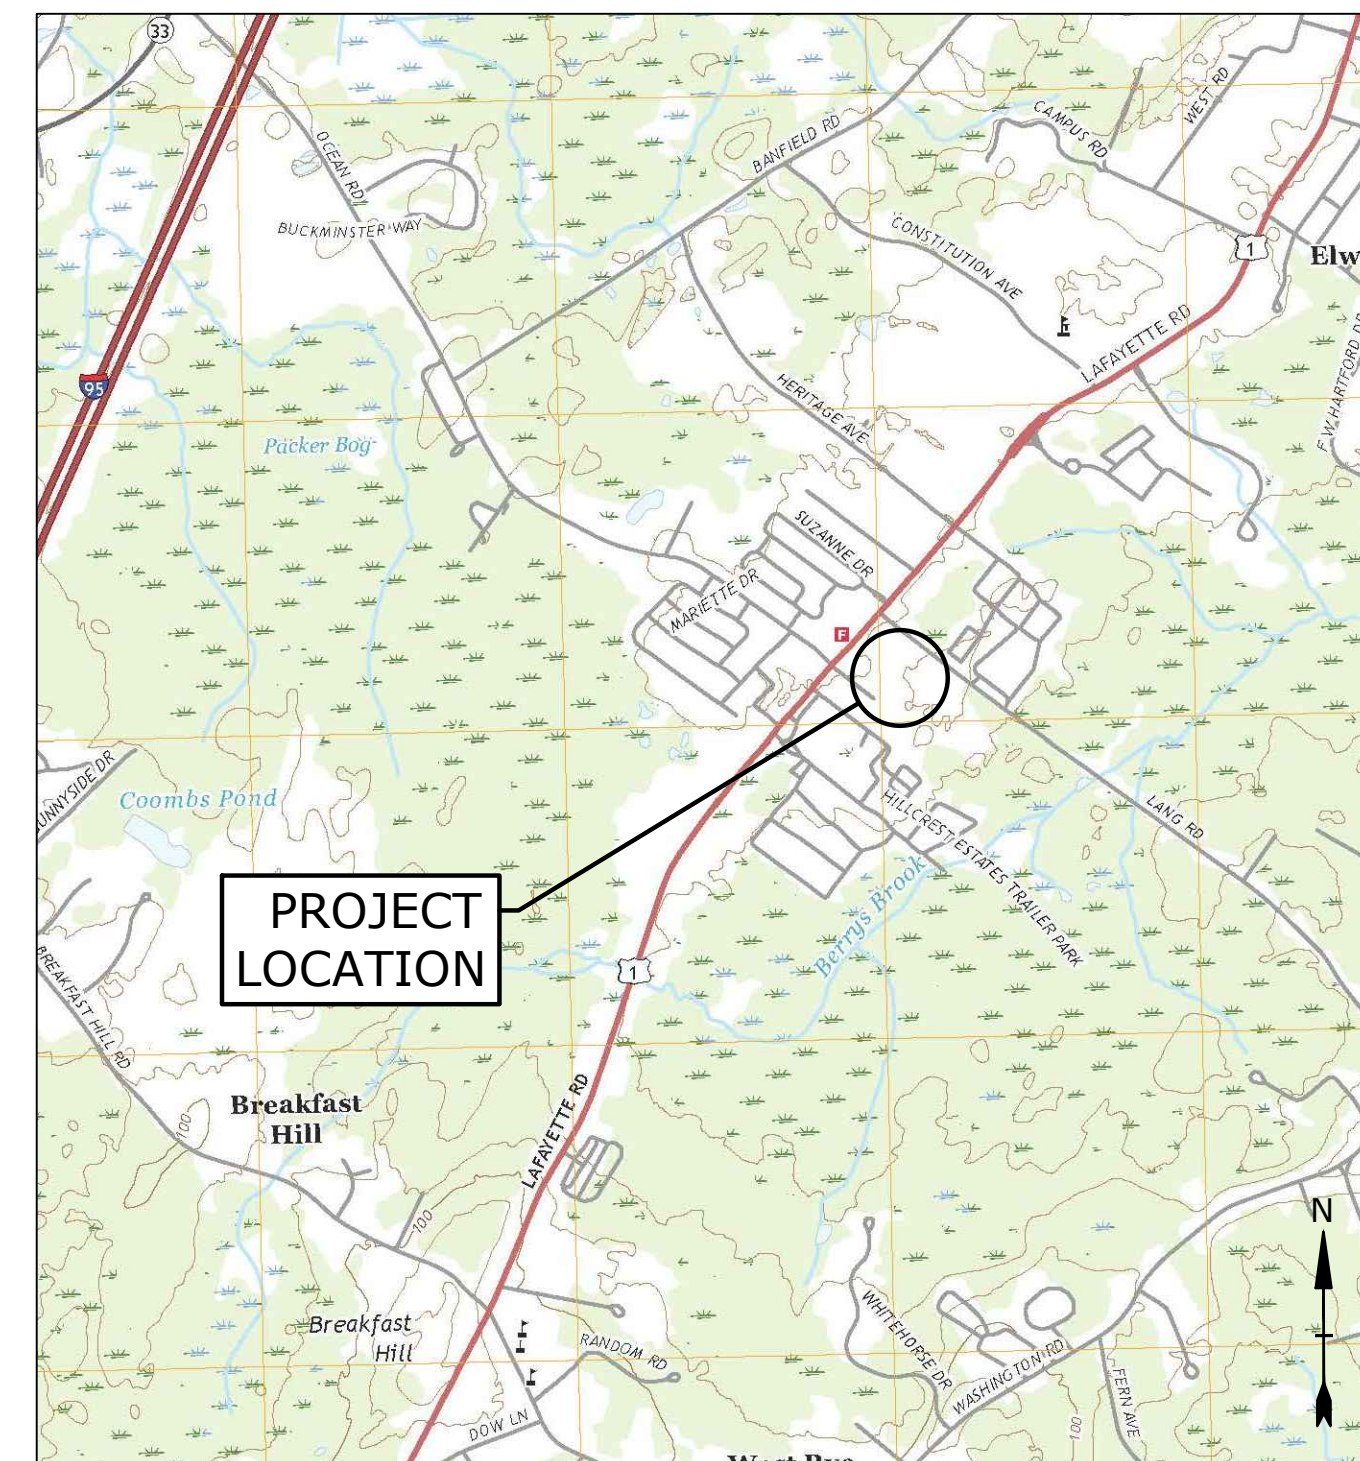 33
OCEAN RD
BUCKMINSTER WAY
BANFIELD RD
CAMPUS RD
WEST RD
CONSTITUTION AVE
1
Elw
LAFAYETTE RD
F W HARTFORD DR
95
HERITAGE AVE
Packer Bog
SUZANNE DR
MARIETTE DR
F
UNNYSIDE DR
Coombs Pond
HILLCREST ESTATES TRAILER PARK
LANG RD
PROJECT
LOCATION
Berrys Brook
1
BREAKFAST HILL RD
100
Breakfast
Hill
LAFAYETTE RD
100
N
Breakfast
Hill
RANDOM RD
WHITEHORSE DR
WASHINGTON RD
FERN AVE
100
DOW LN